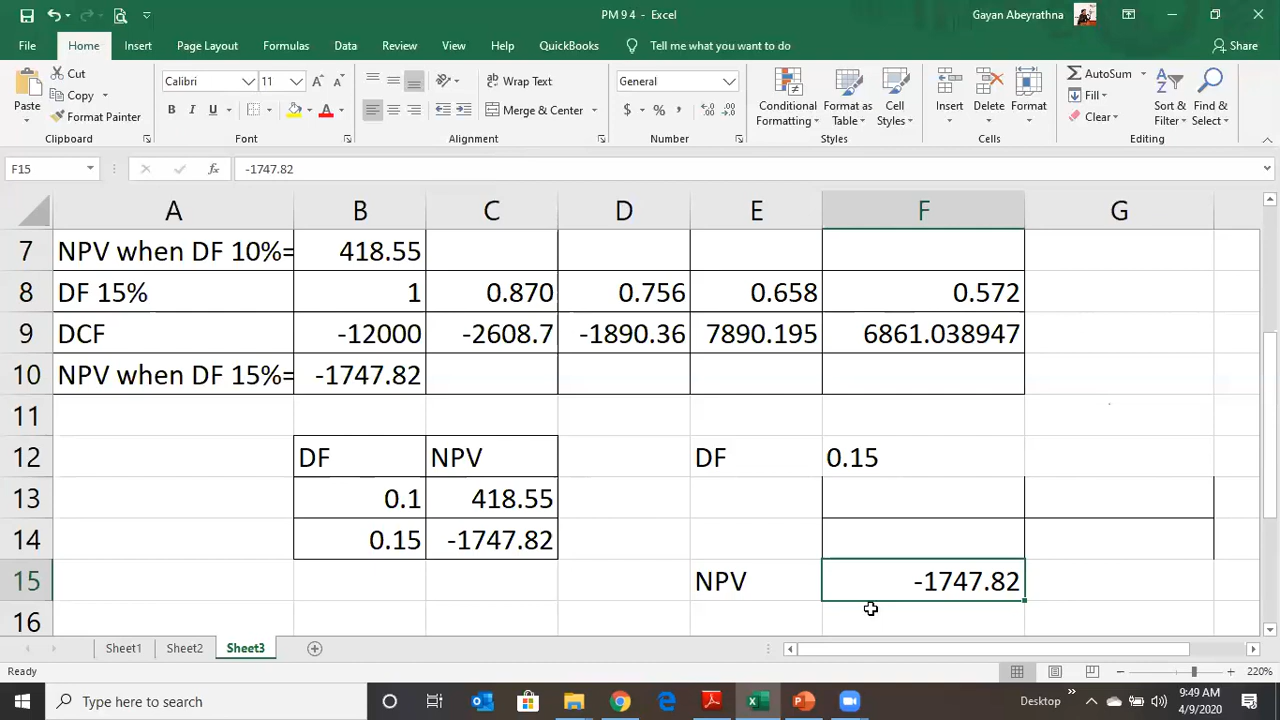 PM 9 4 - Excel
Gayan Abeyrathna
File Home Insert Page Layout Formulas Data Review View Help QuickBooks Tell me what you want to do Share
Paste
Cut
Copy
Format Painter
Clipboard
Calibri 11
B I U A
Font
Wrap Text
Merge & Center
Alignment
General
$ % ,
Number
Conditional Formatting
Format as Table
Cell Styles
Styles
Insert
Delete
Format
Cells
AutoSum
Fill
Clear
Sort & Filter
Find & Select
Editing
F15 fx -1747.82
A B C D E F G
7 NPV when DF 10%= 418.55
8 DF 15% 1 0.870 0.756 0.658 0.572
9 DCF -12000 -2608.7 -1890.36 7890.195 6861.038947
10 NPV when DF 15%= -1747.82
11
12 DF NPV DF 0.15
13 0.1 418.55
14 0.15 -1747.82
15 NPV -1747.82
16
Sheet1 Sheet2 Sheet3
Ready 220%
Type here to search
Desktop
9:49 AM
4/9/2020